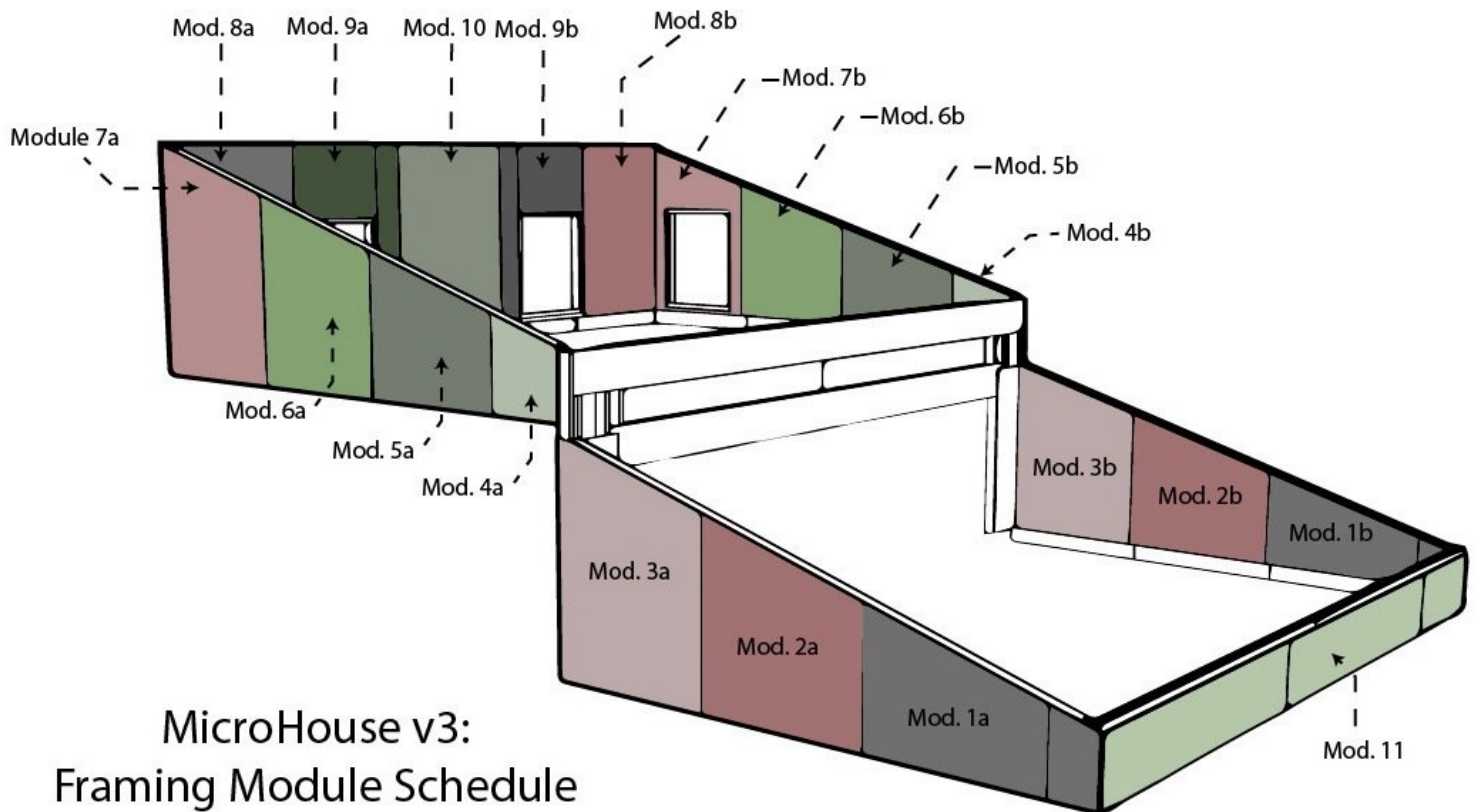 Mod. 8a
Mod. 9a
Mod. 10
Mod. 9b
Mod. 8b
Mod. 7b
Mod. 6b
Module 7a
Mod. 5b
Mod. 4b
Mod. 6a
Mod. 5a
Mod. 4a
Mod. 3b
Mod. 2b
Mod. 1b
Mod. 3a
Mod. 2a
Mod. 1a
Mod. 11
MicroHouse v3:
Framing Module Schedule